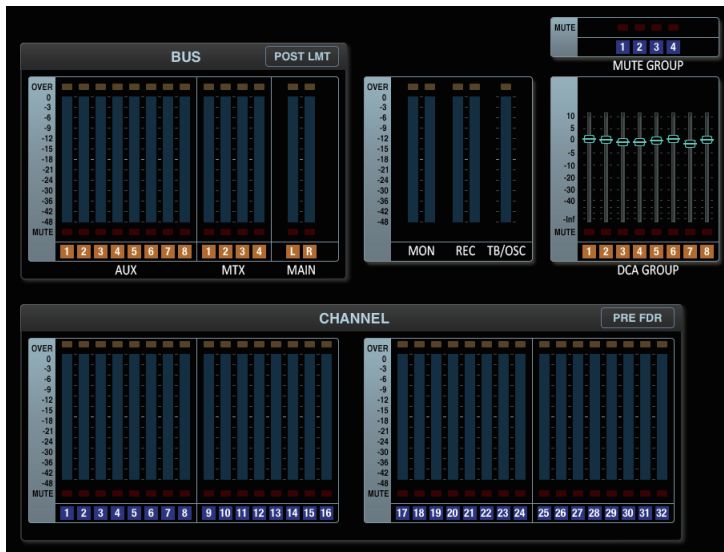 BUS
POST LMT
OVER
0
-3
-6
-9
-12
-15
-18
-21
-24
-30
-36
-42
-48
MUTE
1 2 3 4 5 6 7 8 1 2 3 4 L R
AUX MTX MAIN
OVER
0
-3
-6
-9
-12
-15
-18
-21
-24
-30
-36
-42
-48
MON REC TB/OSC
MUTE
1 2 3 4
MUTE GROUP
10
5
0
-5
-10
-20
-30
-40
-Inf
MUTE
1 2 3 4 5 6 7 8
DCA GROUP
CHANNEL
PRE FDR
OVER
0
-3
-6
-9
-12
-15
-18
-21
-24
-30
-36
-42
-48
MUTE
1 2 3 4 5 6 7 8 9 10 11 12 13 14 15 16
OVER
0
-3
-6
-9
-12
-15
-18
-21
-24
-30
-36
-42
-48
MUTE
17 18 19 20 21 22 23 24 25 26 27 28 29 30 31 32